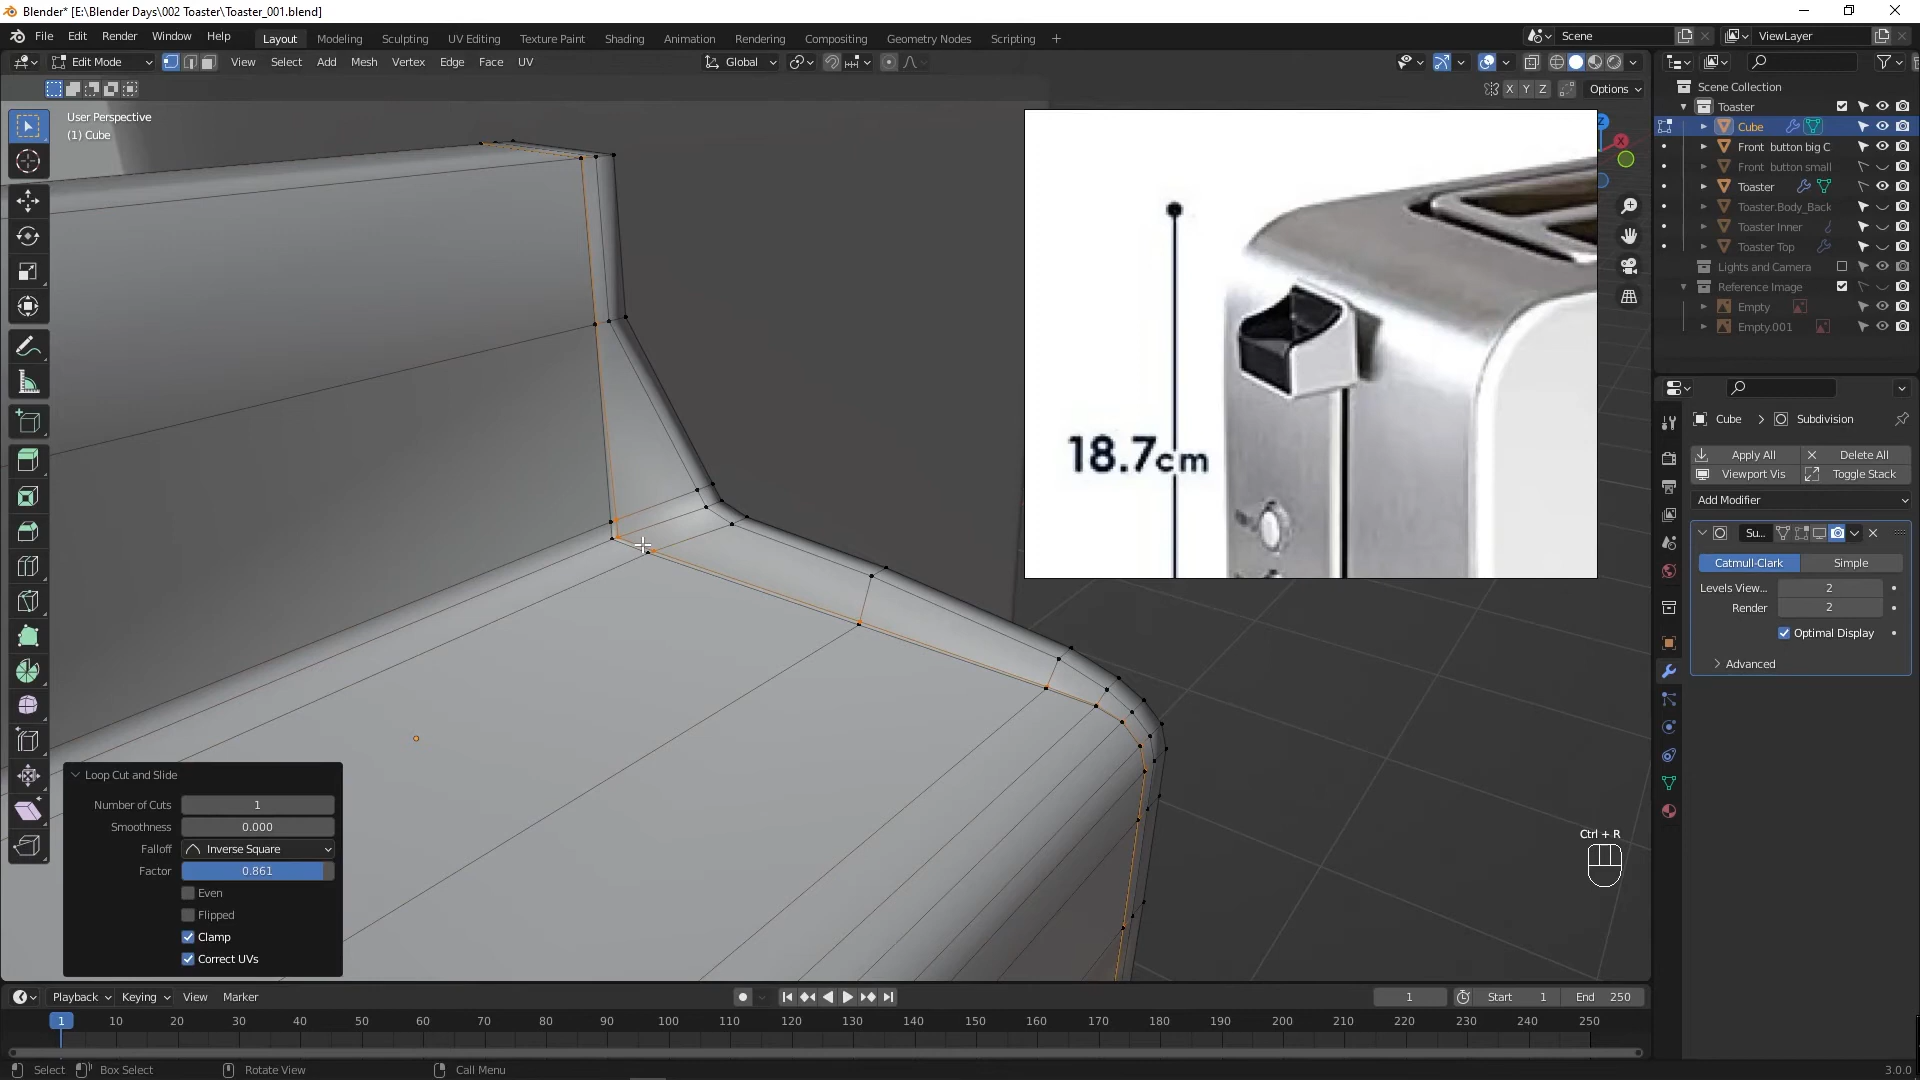 Blender* [E:\Blender Days\002 Toaster\Toaster_001.blend]
File Edit Render Window Help Layout Modeling Sculpting UV Editing Texture Paint Shading Animation Rendering Compositing Geometry Nodes Scripting + Scene ViewLayer
Edit Mode View Select Add Mesh Vertex Edge Face UV Global
X Y Z Options
User Perspective
(1) Cube
Z X
18.7cm
Scene Collection
Toaster
Cube
Front button big C
Front button small
Toaster
Toaster.Body_Back
Toaster Inner
Toaster Top
Lights and Camera
Reference Image
Empty
Empty.001
Cube > Subdivision
Apply All Delete All
Viewport Vis Toggle Stack
Add Modifier
Su...
Catmull-Clark Simple
Levels View... 2
Render 2
Optimal Display
Advanced
Loop Cut and Slide
Number of Cuts 1
Smoothness 0.000
Falloff Inverse Square
Factor 0.861
Even
Flipped
Clamp
Correct UVs
Ctrl + R
Playback Keying View Marker 1 Start 1 End 250
1 10 20 30 40 50 60 70 80 90 100 110 120 130 140 150 160 170 180 190 200 210 220 230 240 250
Select Box Select Rotate View Call Menu 3.0.0